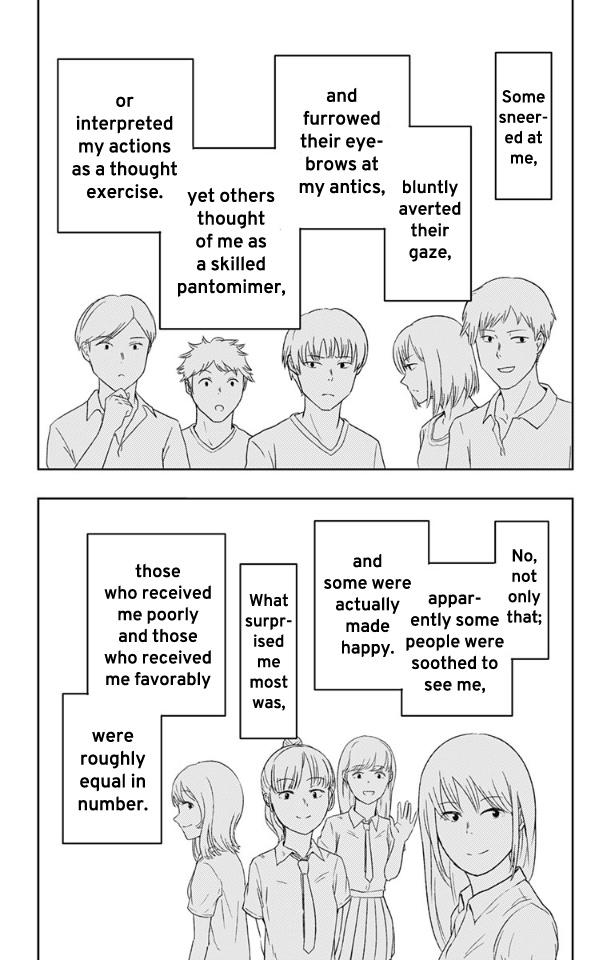 Some
sneer-
ed at
me,
bluntly
averted
their
gaze,
and
furrowed
their eye-
brows at
my antics,
yet others
thought
of me as
a skilled
pantomimer,
or
interpreted
my actions
as a thought
exercise.
No,
not
only
that;
appar-
ently some
people were
soothed to
see me,
and
some were
actually
made
happy.
What
surpr-
ised
me
most
was,
those
who received
me poorly
and those
who received
me favorably
were
roughly
equal in
number.